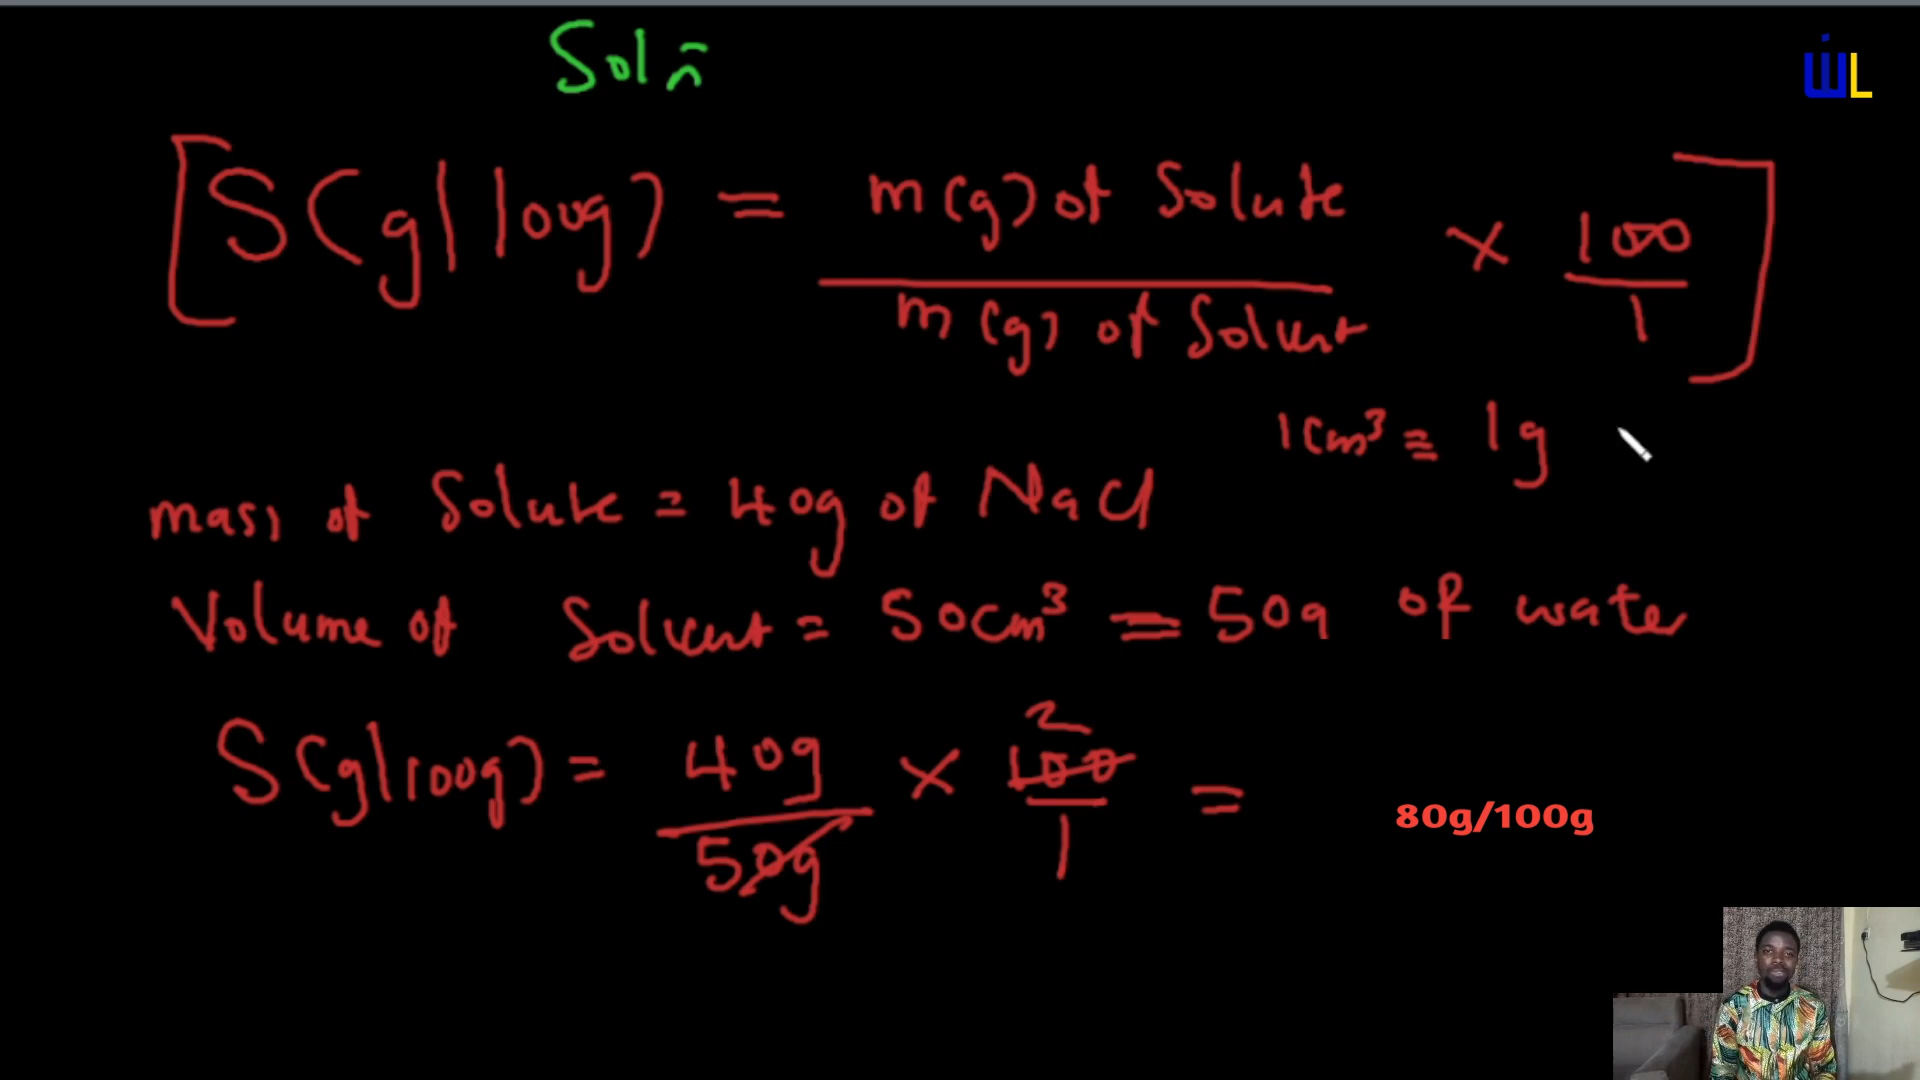 Solñ
WL
[S(g|100g) = m(g) of Solute / m(g) of Solvent × 100/1]
1cm³ ≡ 1g
mass of Solute = 40g of NaCl
Volume of Solvent = 50cm³ = 50g of water
S(g|100g) = 40g/50g × 100/1 =
2
80g/100g